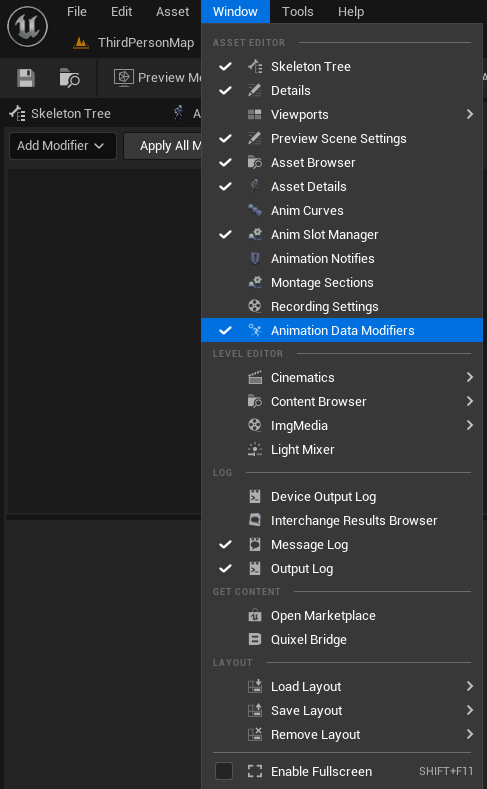 File Edit Asset Window Tools Help
ThirdPersonMap
Preview M
Skeleton Tree
Add Modifier
Apply All M
ASSET EDITOR
Skeleton Tree
Details
Viewports
Preview Scene Settings
Asset Browser
Asset Details
Anim Curves
Anim Slot Manager
Animation Notifies
Montage Sections
Recording Settings
Animation Data Modifiers
LEVEL EDITOR
Cinematics
Content Browser
ImgMedia
Light Mixer
LOG
Device Output Log
Interchange Results Browser
Message Log
Output Log
GET CONTENT
Open Marketplace
Quixel Bridge
LAYOUT
Load Layout
Save Layout
Remove Layout
Enable Fullscreen SHIFT+F11